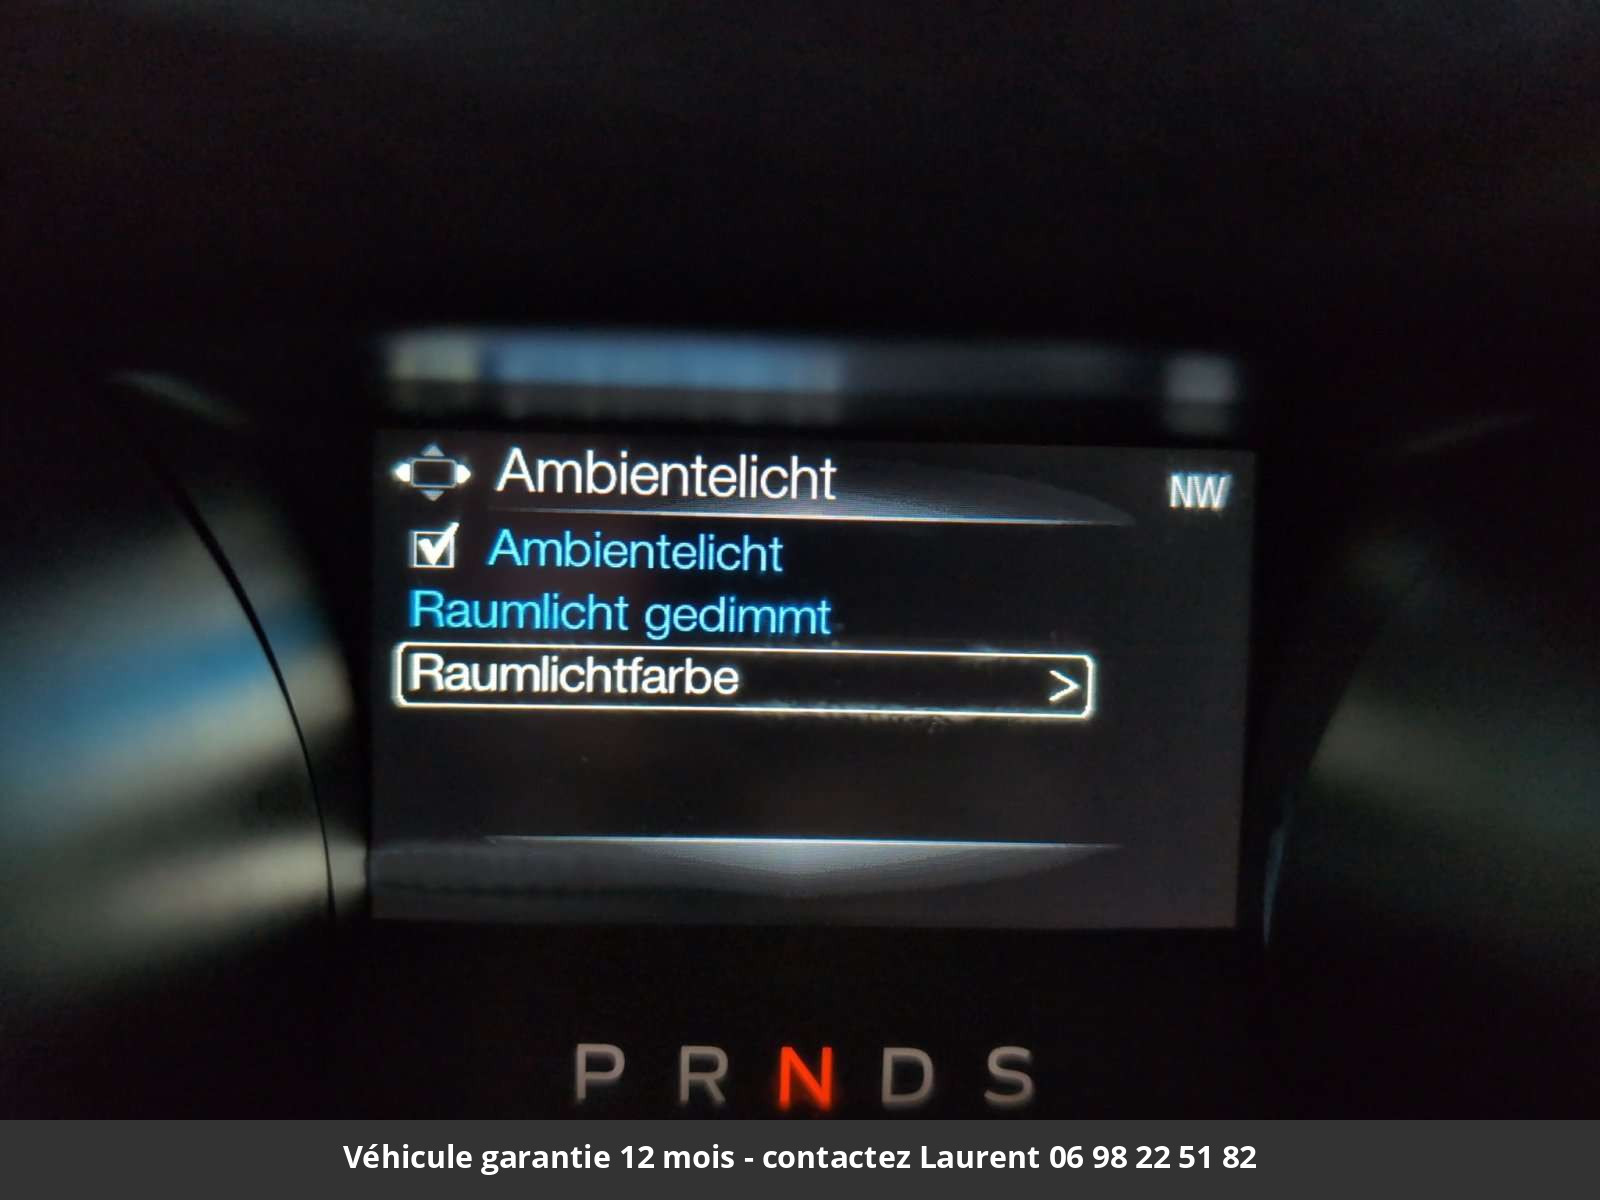 Ambientelicht
NW
Ambientelicht
Raumlicht gedimmt
Raumlichtfarbe >
P R N D S
Véhicule garantie 12 mois - contactez Laurent 06 98 22 51 82